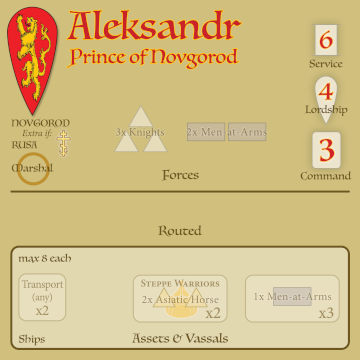 Aleksandr
Prince of Novgorod
6
Service
4
Lordship
3
Command
NOVGOROD
Extra if:
RUSA
Marshal
3x Knights
2x Men-at-Arms
Forces
Routed
max 8 each
Transport
(any)
x2
STEPPE WARRIORS
2x Asiatic Horse
x2
1x Men-at-Arms
x3
Ships
Assets & Vassals